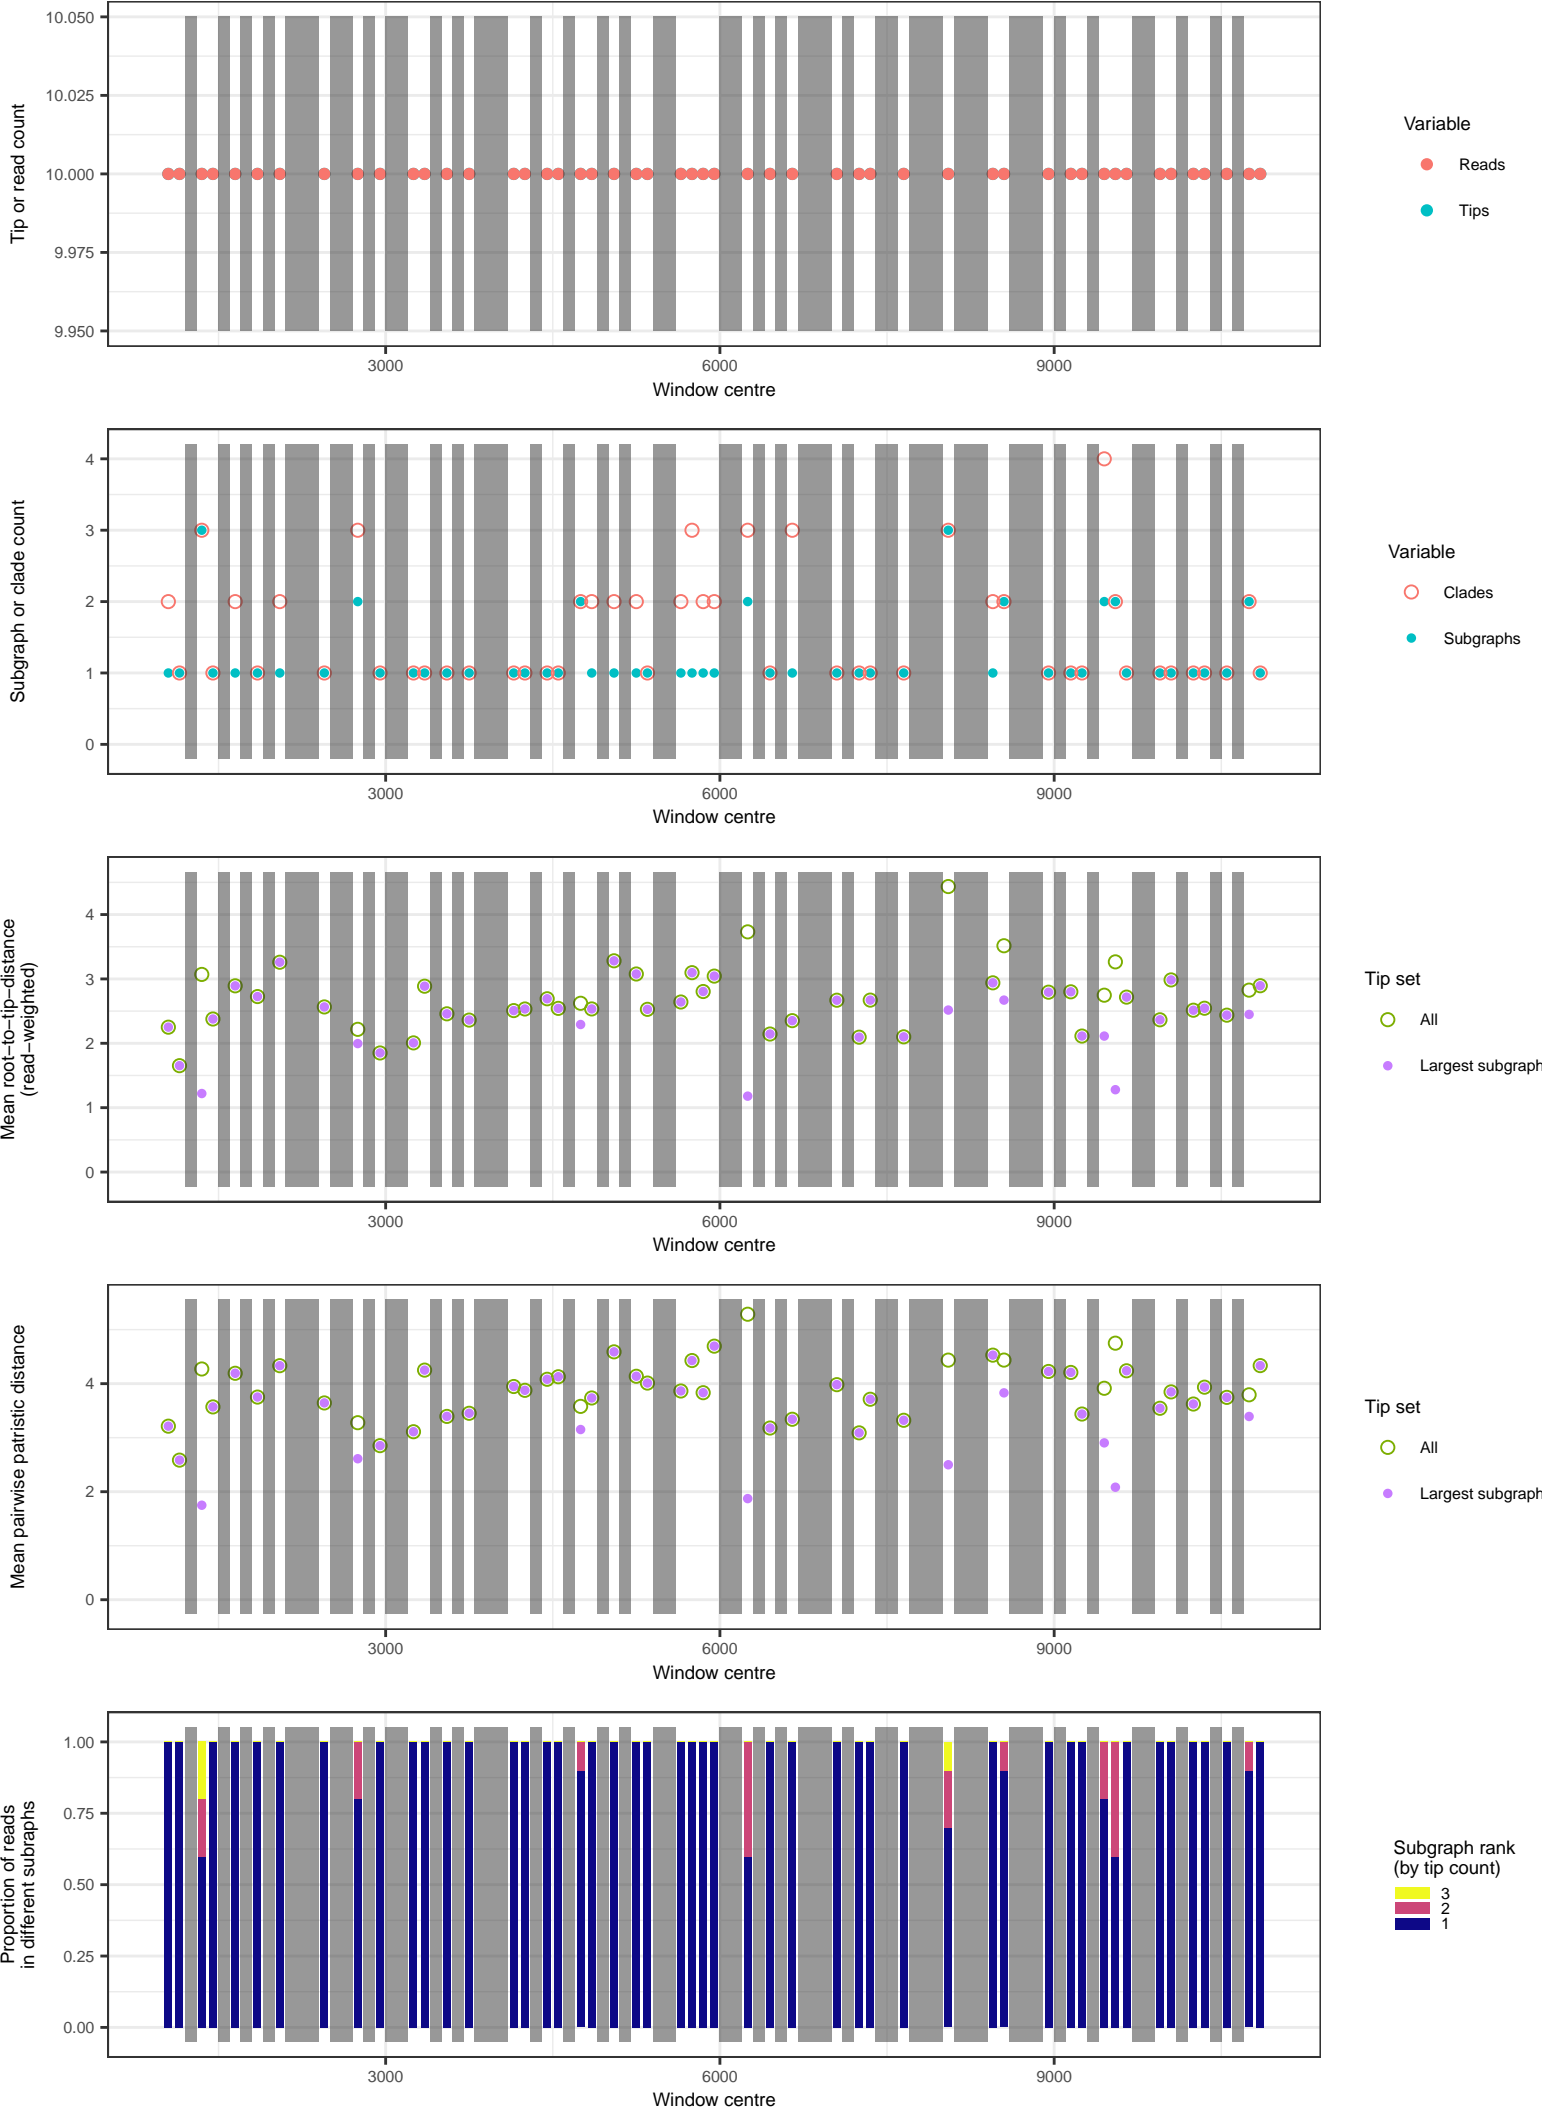 10.050
10.025
10.000
9.975
9.950
Tip or read count
3000
6000
9000
Window centre
Variable
Reads
Tips
4
3
2
1
0
Subgraph or clade count
3000
6000
9000
Window centre
Variable
Clades
Subgraphs
4
3
2
1
0
Mean root−to−tip−distance
(read−weighted)
3000
6000
9000
Window centre
Tip set
All
Largest subgraph
4
2
0
Mean pairwise patristic distance
3000
6000
9000
Window centre
Tip set
All
Largest subgraph
1.00
0.75
0.50
0.25
0.00
Proportion of reads
in different subraphs
3000
6000
9000
Window centre
Subgraph rank
(by tip count)
3
2
1